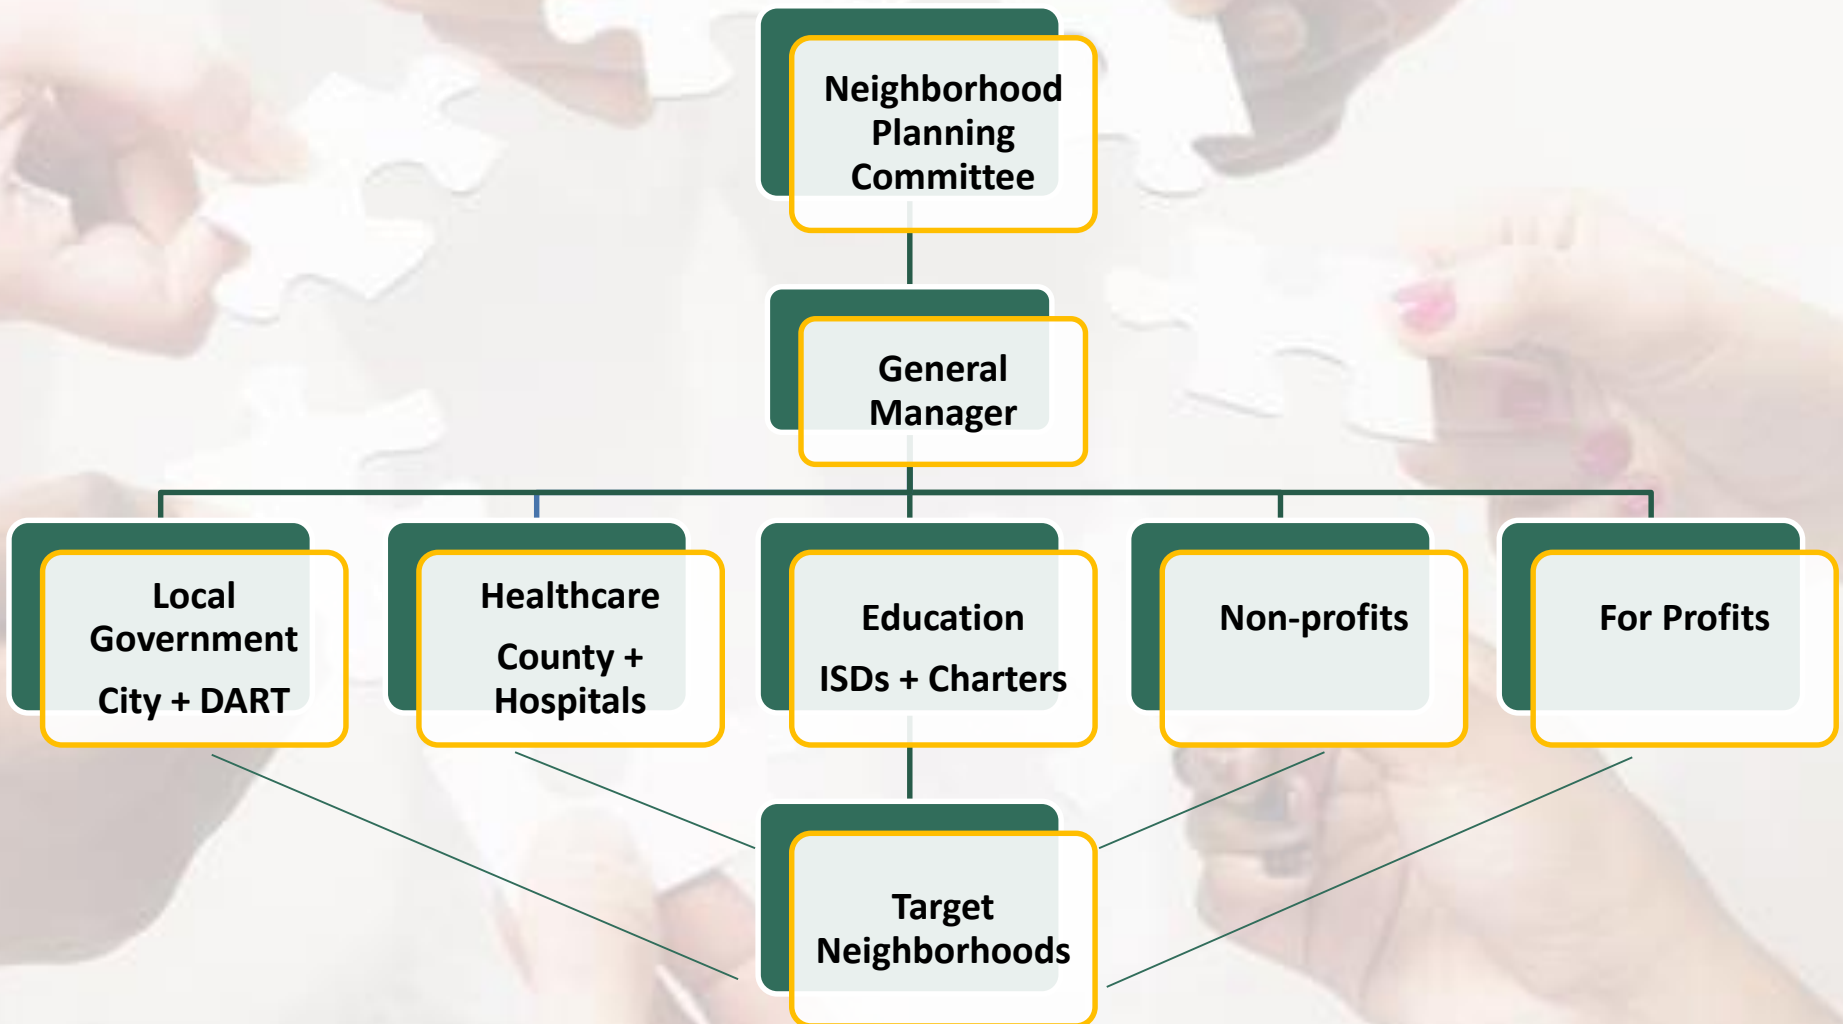 Neighborhood
Planning
Committee
General
Manager
Local
Government
City + DART
Healthcare
County +
Hospitals
Education
ISDs + Charters
Non-profits
For Profits
Target
Neighborhoods